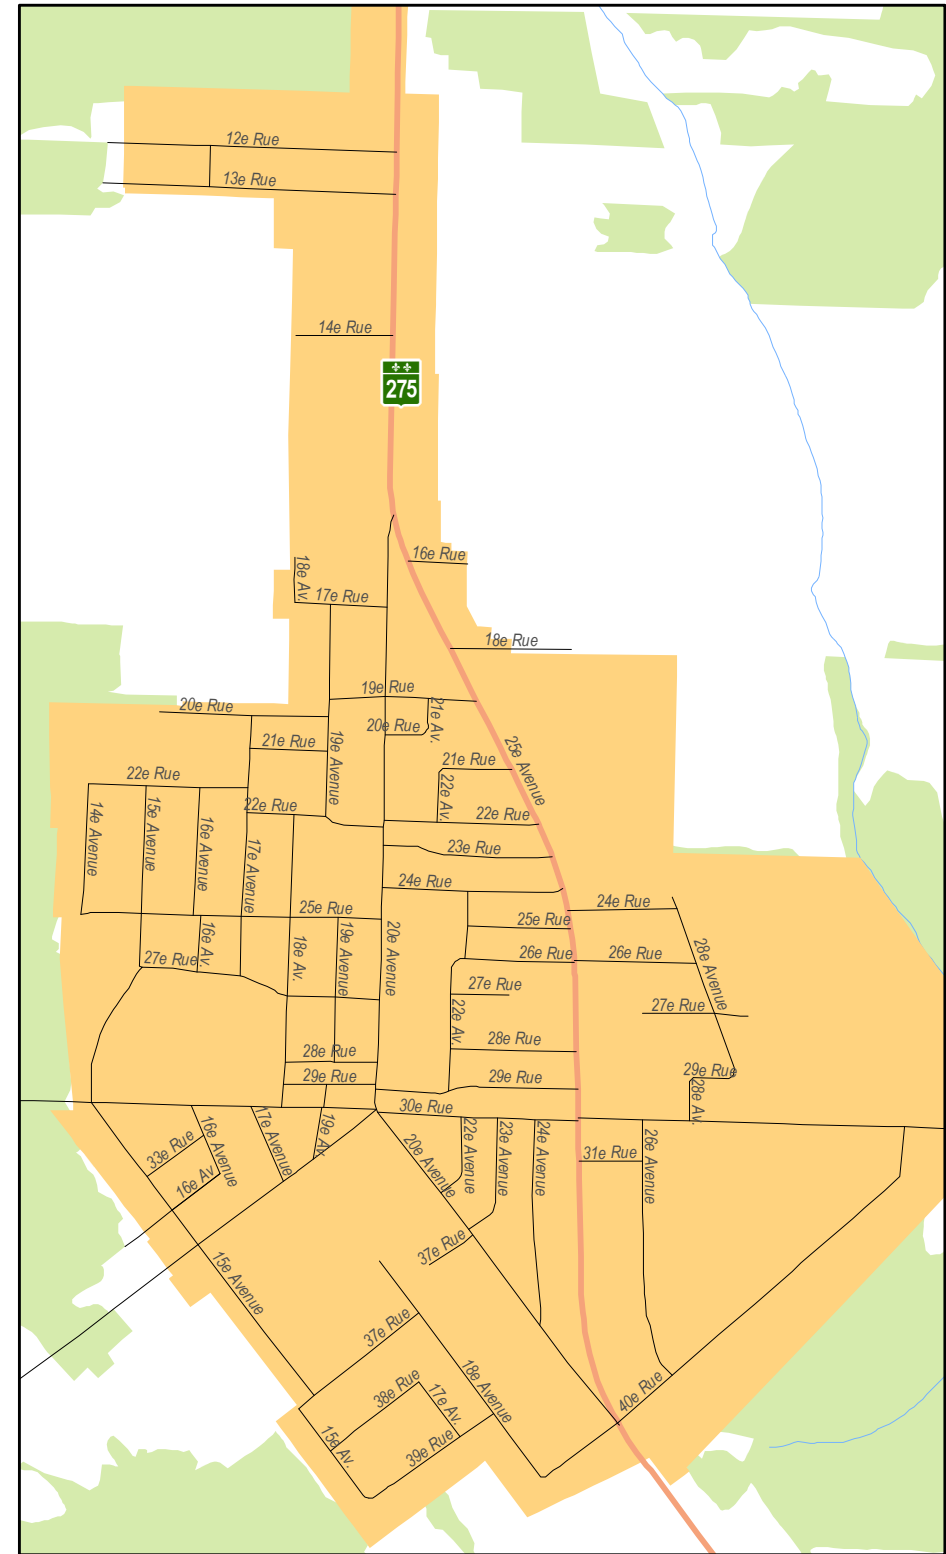 12e Rue
13e Rue
14e Rue
275
16e Rue
18e Av.
17e Rue
18e Rue
19e Rue
20e Rue
21e Av.
20e Rue
21e Rue
19e Avenue
25e Avenue
21e Rue
22e Rue
22e Av.
14e Avenue
15e Avenue
16e Avenue
17e Avenue
22e Rue
22e Rue
23e Rue
24e Rue
25e Rue
24e Rue
25e Rue
16e Av.
18e Av.
19e Avenue
20e Avenue
26e Rue
26e Rue
28e Avenue
27e Rue
27e Rue
22e Av.
27e Rue
28e Rue
28e Rue
29e Rue
29e Rue
29e Rue
28e Av.
30e Rue
16e Avenue
17e Avenue
19e Av.
20e Avenue
22e Avenue
23e Avenue
24e Avenue
26e Avenue
33e Rue
31e Rue
16e Av.
37e Rue
15e Avenue
37e Rue
18e Avenue
38e Rue
17e Av.
40e Rue
15e Av.
39e Rue